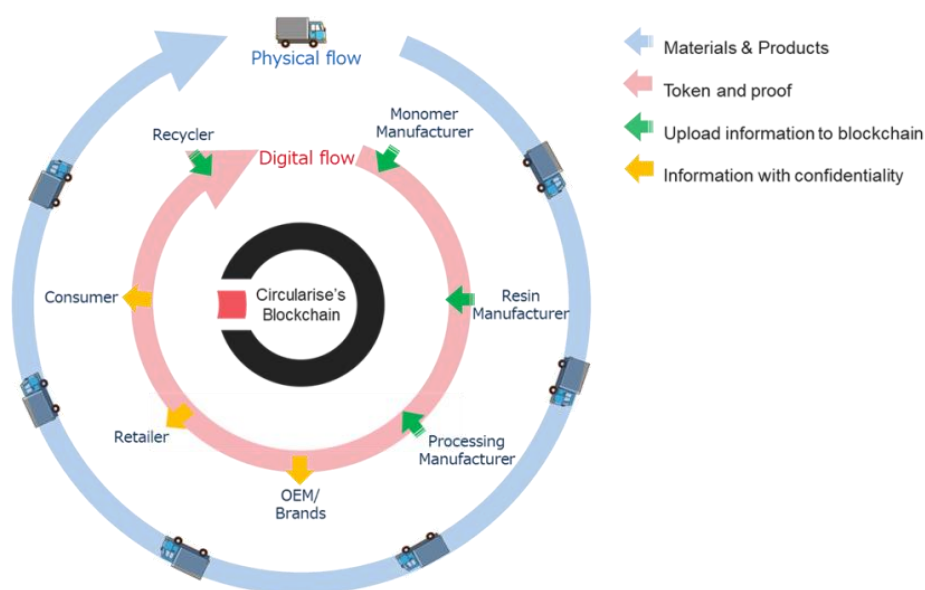 Physical flow
Materials & Products
Token and proof
Upload information to blockchain
Information with confidentiality
Monomer
Manufacturer
Recycler
Digital flow
Consumer
Circularise's
Blockchain
Resin
Manufacturer
Retailer
Processing
Manufacturer
OEM/
Brands